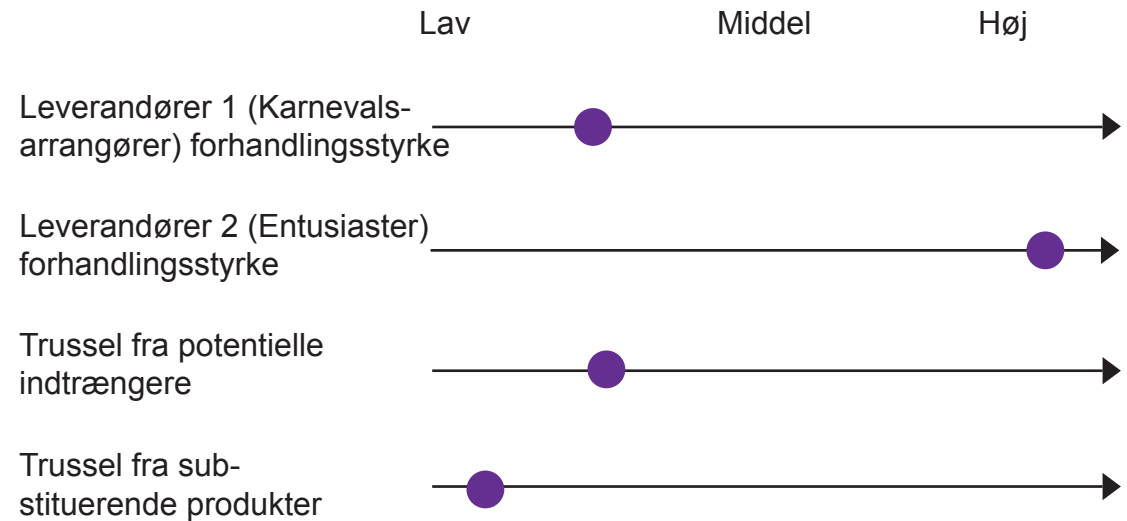 Lav Middel Høj
Leverandører 1 (Karnevals-
arrangører) forhandlingsstyrke
Leverandører 2 (Entusiaster)
forhandlingsstyrke
Trussel fra potentielle
indtrængere
Trussel fra sub-
stituerende produkter